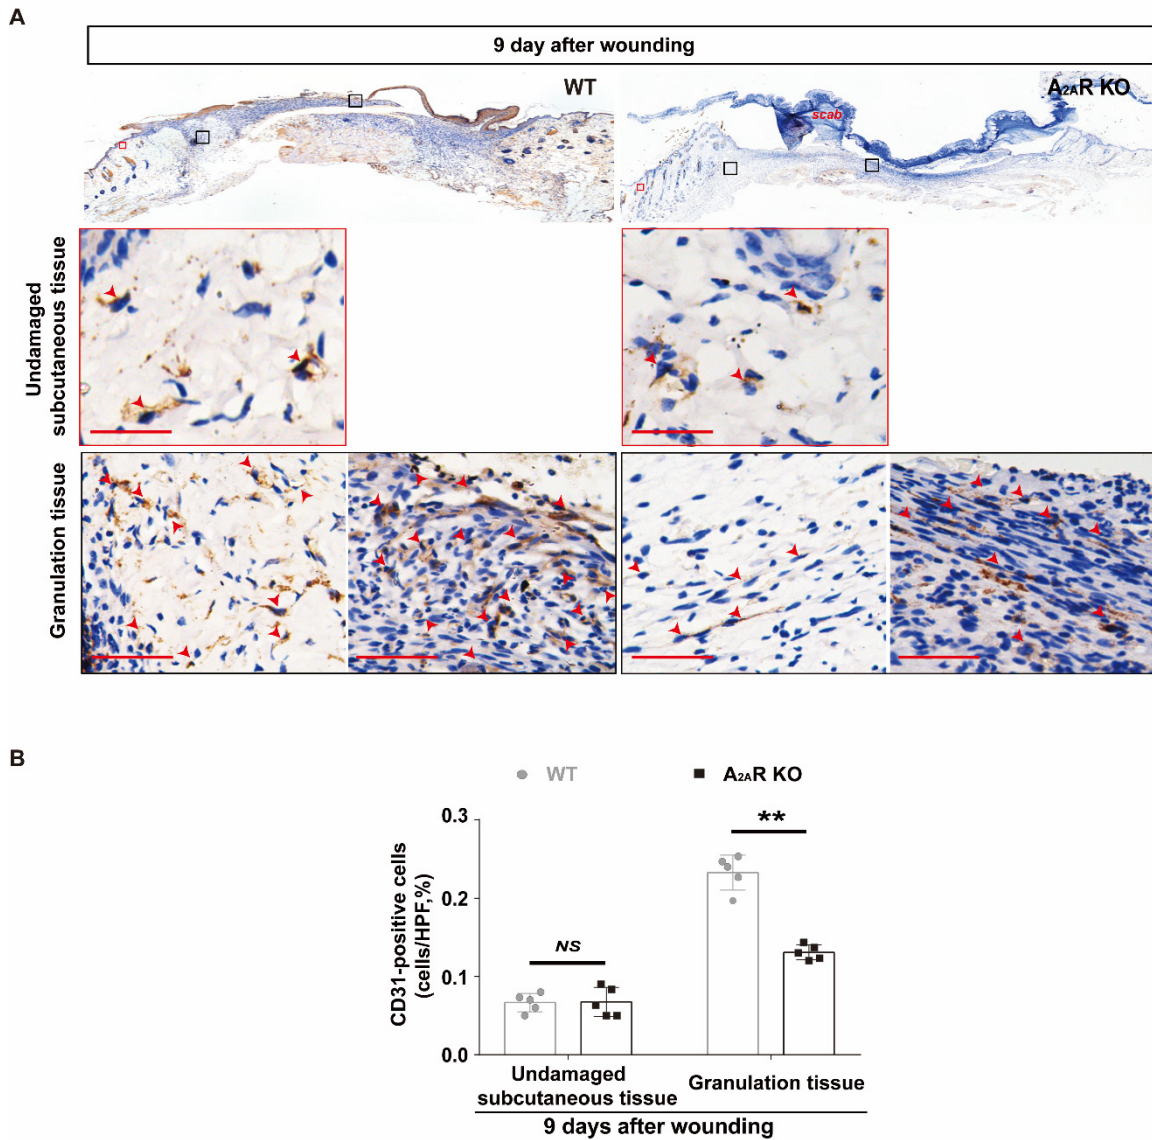 A
9 day after wounding
WT
A2AR KO
scab
Undamaged
subcutaneous tissue
Granulation tissue
B
WT
A2AR KO
CD31-positive cells
(cells/HPF,%)
0.3
0.2
0.1
0.0
NS
**
Undamaged
subcutaneous tissue
Granulation tissue
9 days after wounding